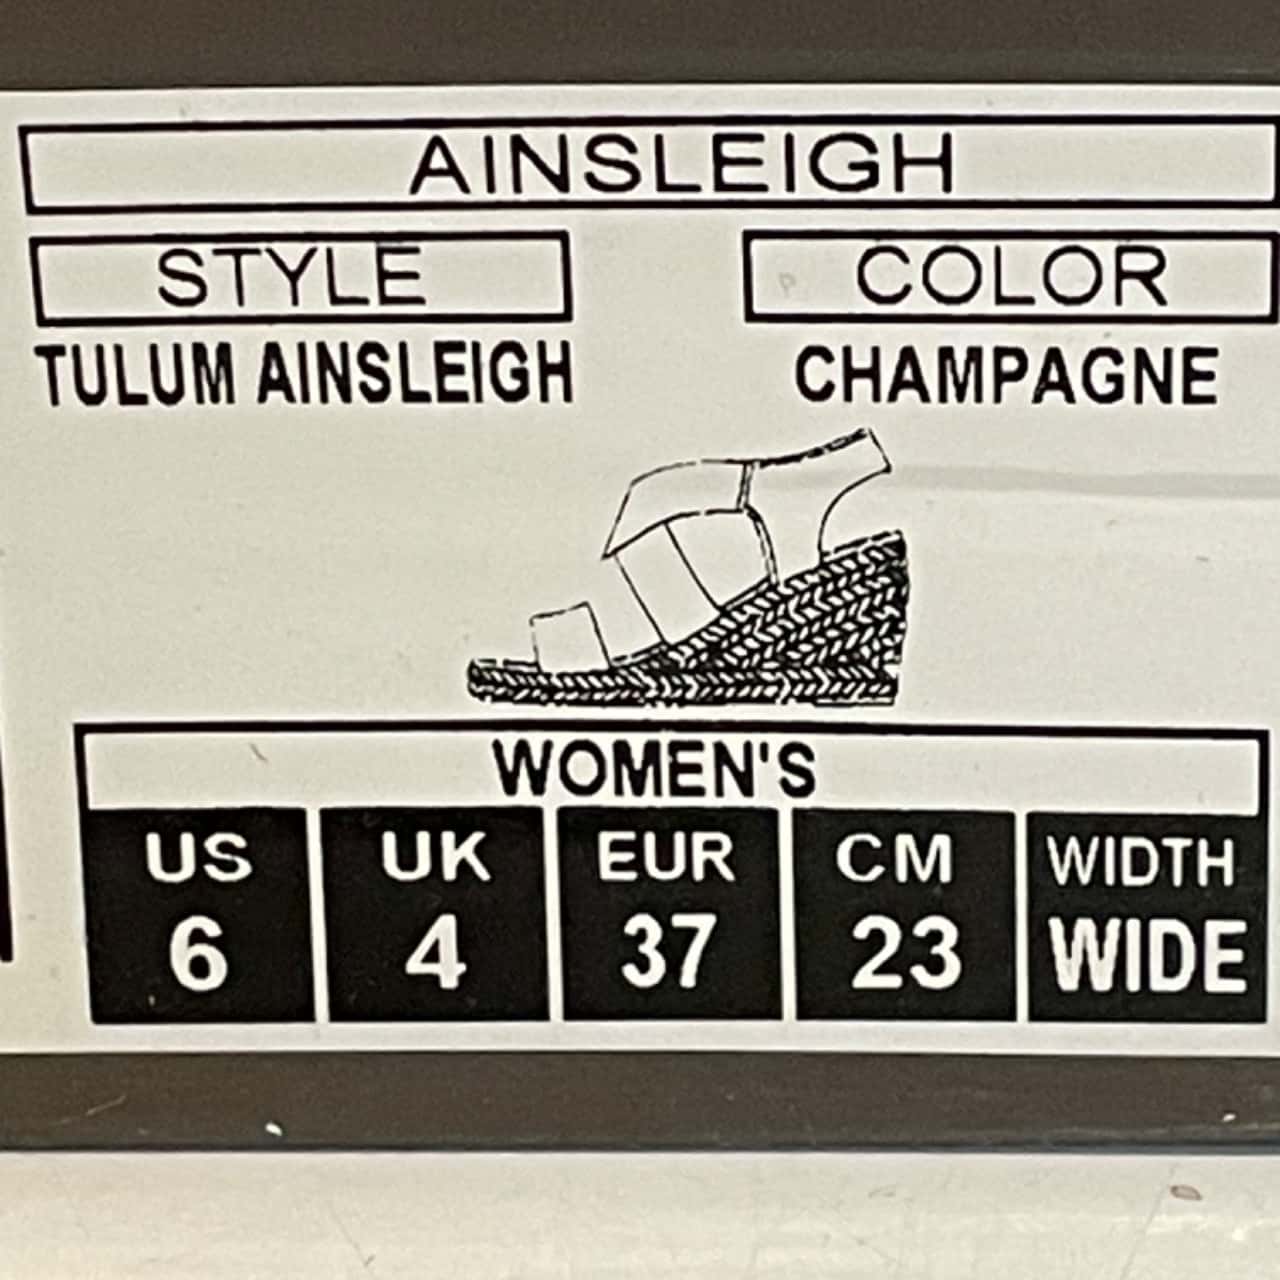 AINSLEIGH
STYLE COLOR
TULUM AINSLEIGH CHAMPAGNE
WOMEN'S
US UK EUR CM WIDTH
6 4 37 23 WIDE